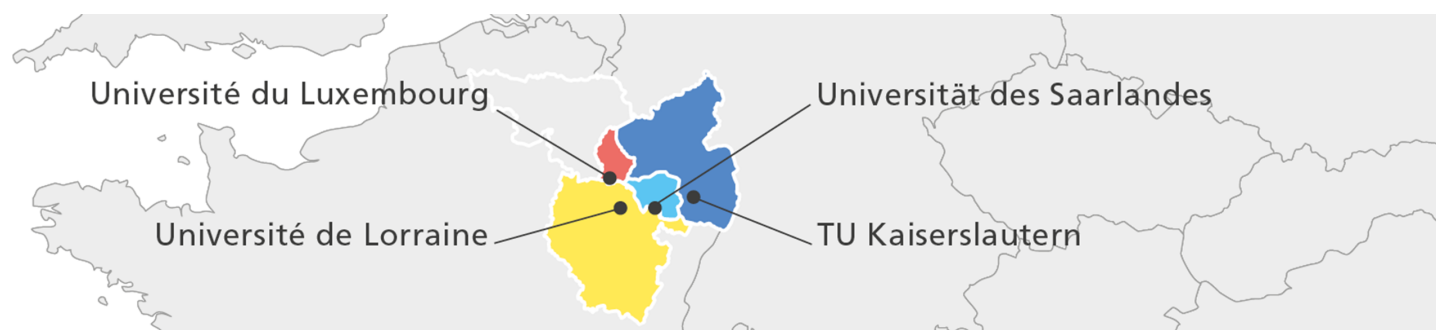 Université du Luxembourg
Universität des Saarlandes
Université de Lorraine
TU Kaiserslautern